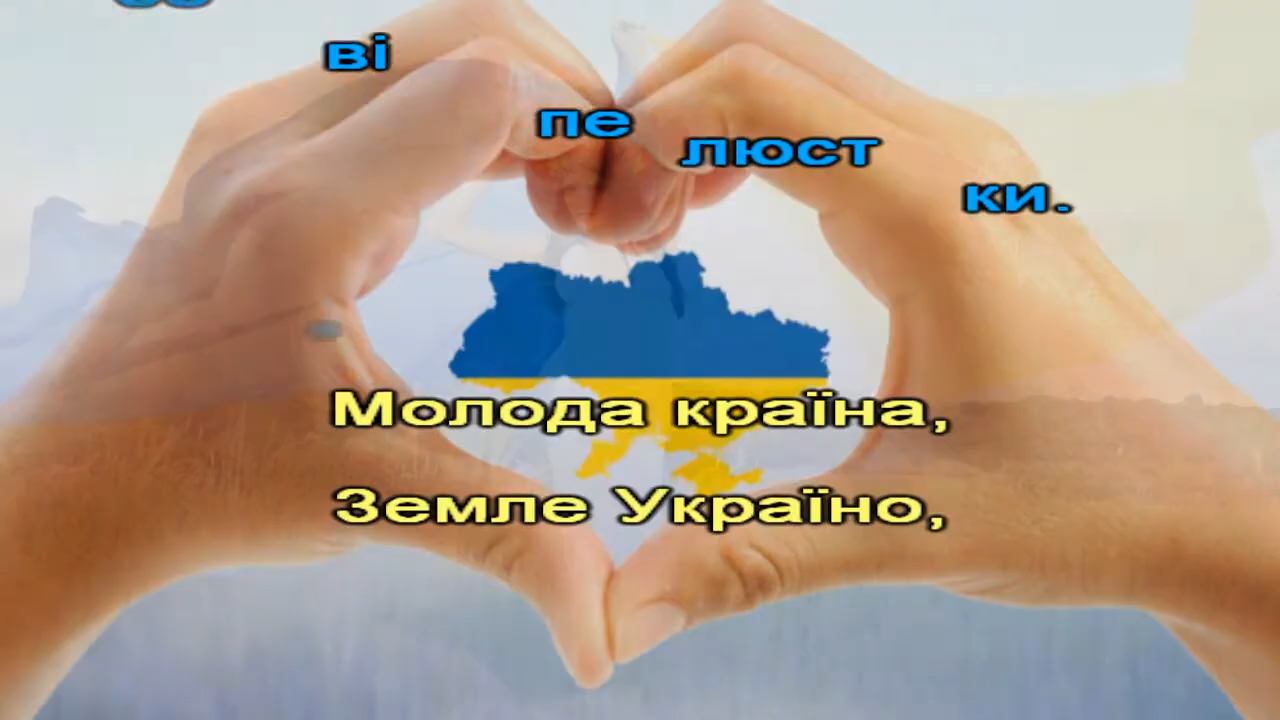 ві
пе
люст
ки.
Молода країна,
Земле Україно,